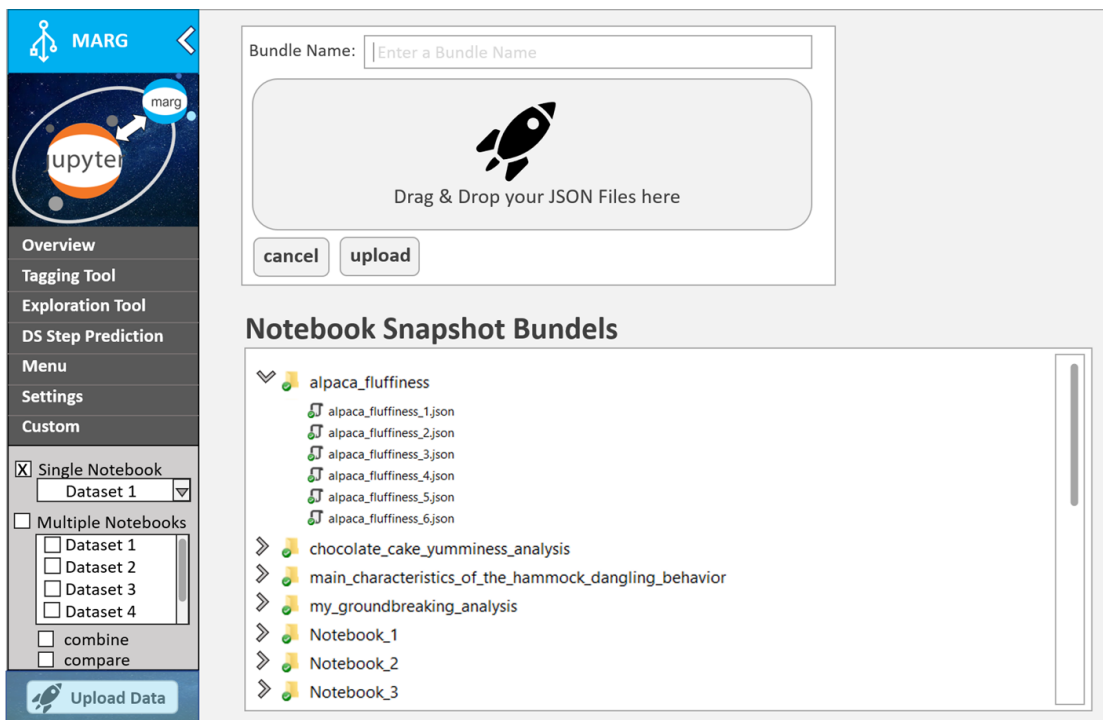 MARG
marg
jupyter
Overview
Tagging Tool
Exploration Tool
DS Step Prediction
Menu
Settings
Custom
X Single Notebook
Dataset 1
Multiple Notebooks
Dataset 1
Dataset 2
Dataset 3
Dataset 4
combine
compare
Upload Data
Bundle Name: Enter a Bundle Name
Drag & Drop your JSON Files here
cancel upload
Notebook Snapshot Bundels
alpaca_fluffiness
alpaca_fluffiness_1.json
alpaca_fluffiness_2.json
alpaca_fluffiness_3.json
alpaca_fluffiness_4.json
alpaca_fluffiness_5.json
alpaca_fluffiness_6.json
chocolate_cake_yumminess_analysis
main_characteristics_of_the_hammock_dangling_behavior
my_groundbreaking_analysis
Notebook_1
Notebook_2
Notebook_3